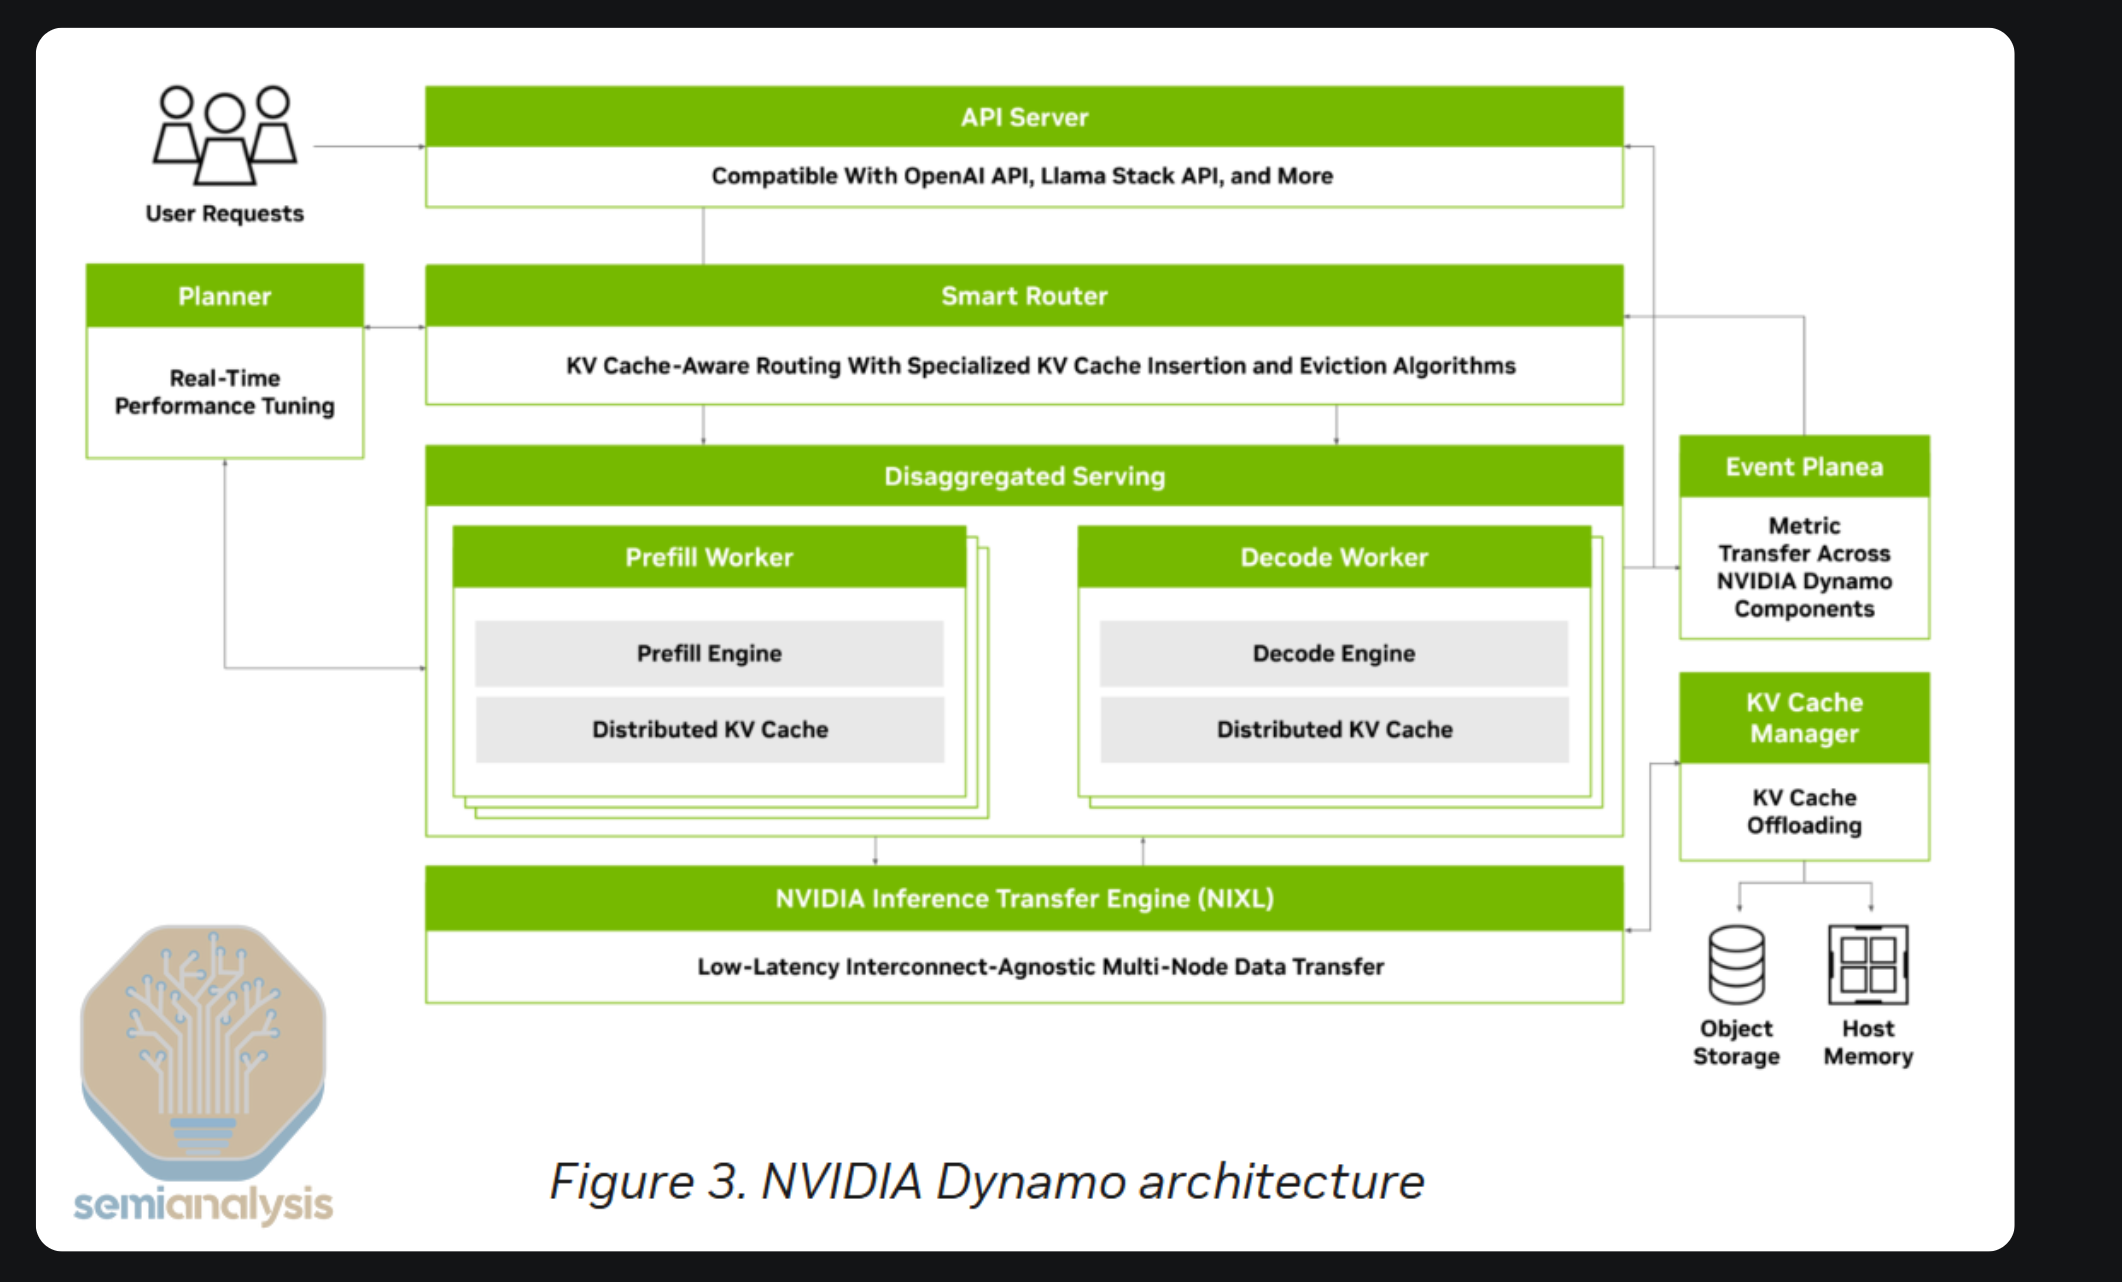 API Server
Compatible With OpenAI API, Llama Stack API, and More
User Requests
Planner
Real-Time
Performance Tuning
Smart Router
KV Cache-Aware Routing With Specialized KV Cache Insertion and Eviction Algorithms
Disaggregated Serving
Prefill Worker
Prefill Engine
Distributed KV Cache
Decode Worker
Decode Engine
Distributed KV Cache
Event Planea
Metric
Transfer Across
NVIDIA Dynamo
Components
KV Cache
Manager
KV Cache
Offloading
NVIDIA Inference Transfer Engine (NIXL)
Low-Latency Interconnect-Agnostic Multi-Node Data Transfer
Object
Storage
Host
Memory
semianalysis
Figure 3. NVIDIA Dynamo architecture